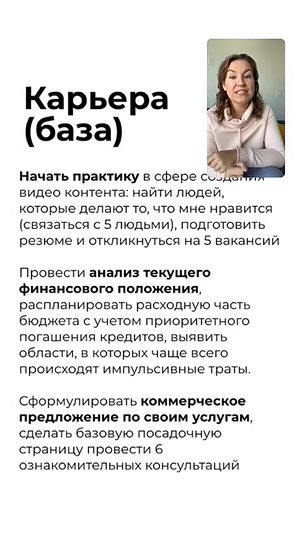 Карьера
(база)
Начать практику в сфере создания
видео контента: найти людей,
которые делают то, что мне нравится
(связаться с 5 людьми), подготовить
резюме и откликнуться на 5 вакансий
Провести анализ текущего
финансового положения,
распланировать расходную часть
бюджета с учетом приоритетного
погашения кредитов, выявить
области, в которых чаще всего
происходят импульсивные траты.
Сформулировать коммерческое
предложение по своим услугам,
сделать базовую посадочную
страницу провести 6
ознакомительных консультаций